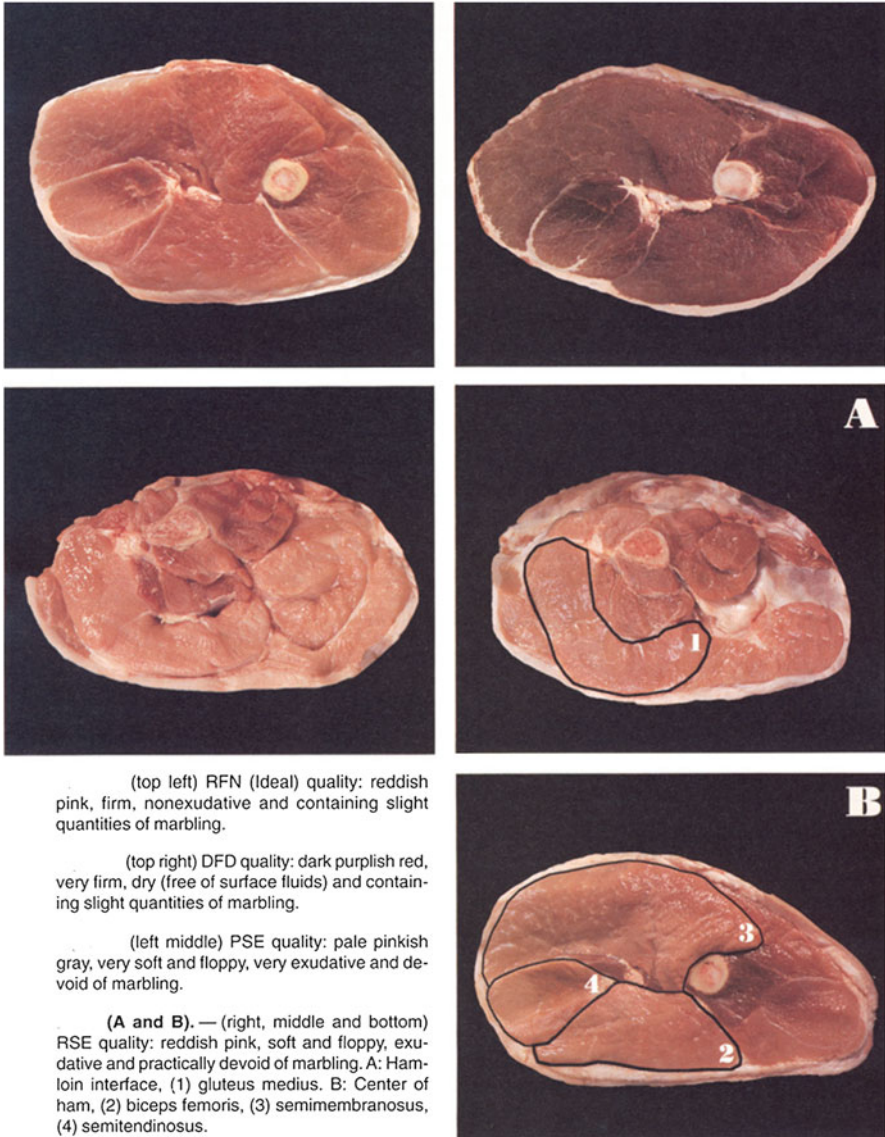 A
1
(top left) RFN (Ideal) quality: reddish
pink, firm, nonexudative and containing slight
quantities of marbling.
(top right) DFD quality: dark purplish red,
very firm, dry (free of surface fluids) and contain-
ing slight quantities of marbling.
(left middle) PSE quality: pale pinkish
gray, very soft and floppy, very exudative and de-
void of marbling.
(A and B). — (right, middle and bottom)
RSE quality: reddish pink, soft and floppy, exu-
dative and practically devoid of marbling. A: Ham-
loin interface, (1) gluteus medius. B: Center of
ham, (2) biceps femoris, (3) semimembranosus,
(4) semitendinosus.
B
3
4
2